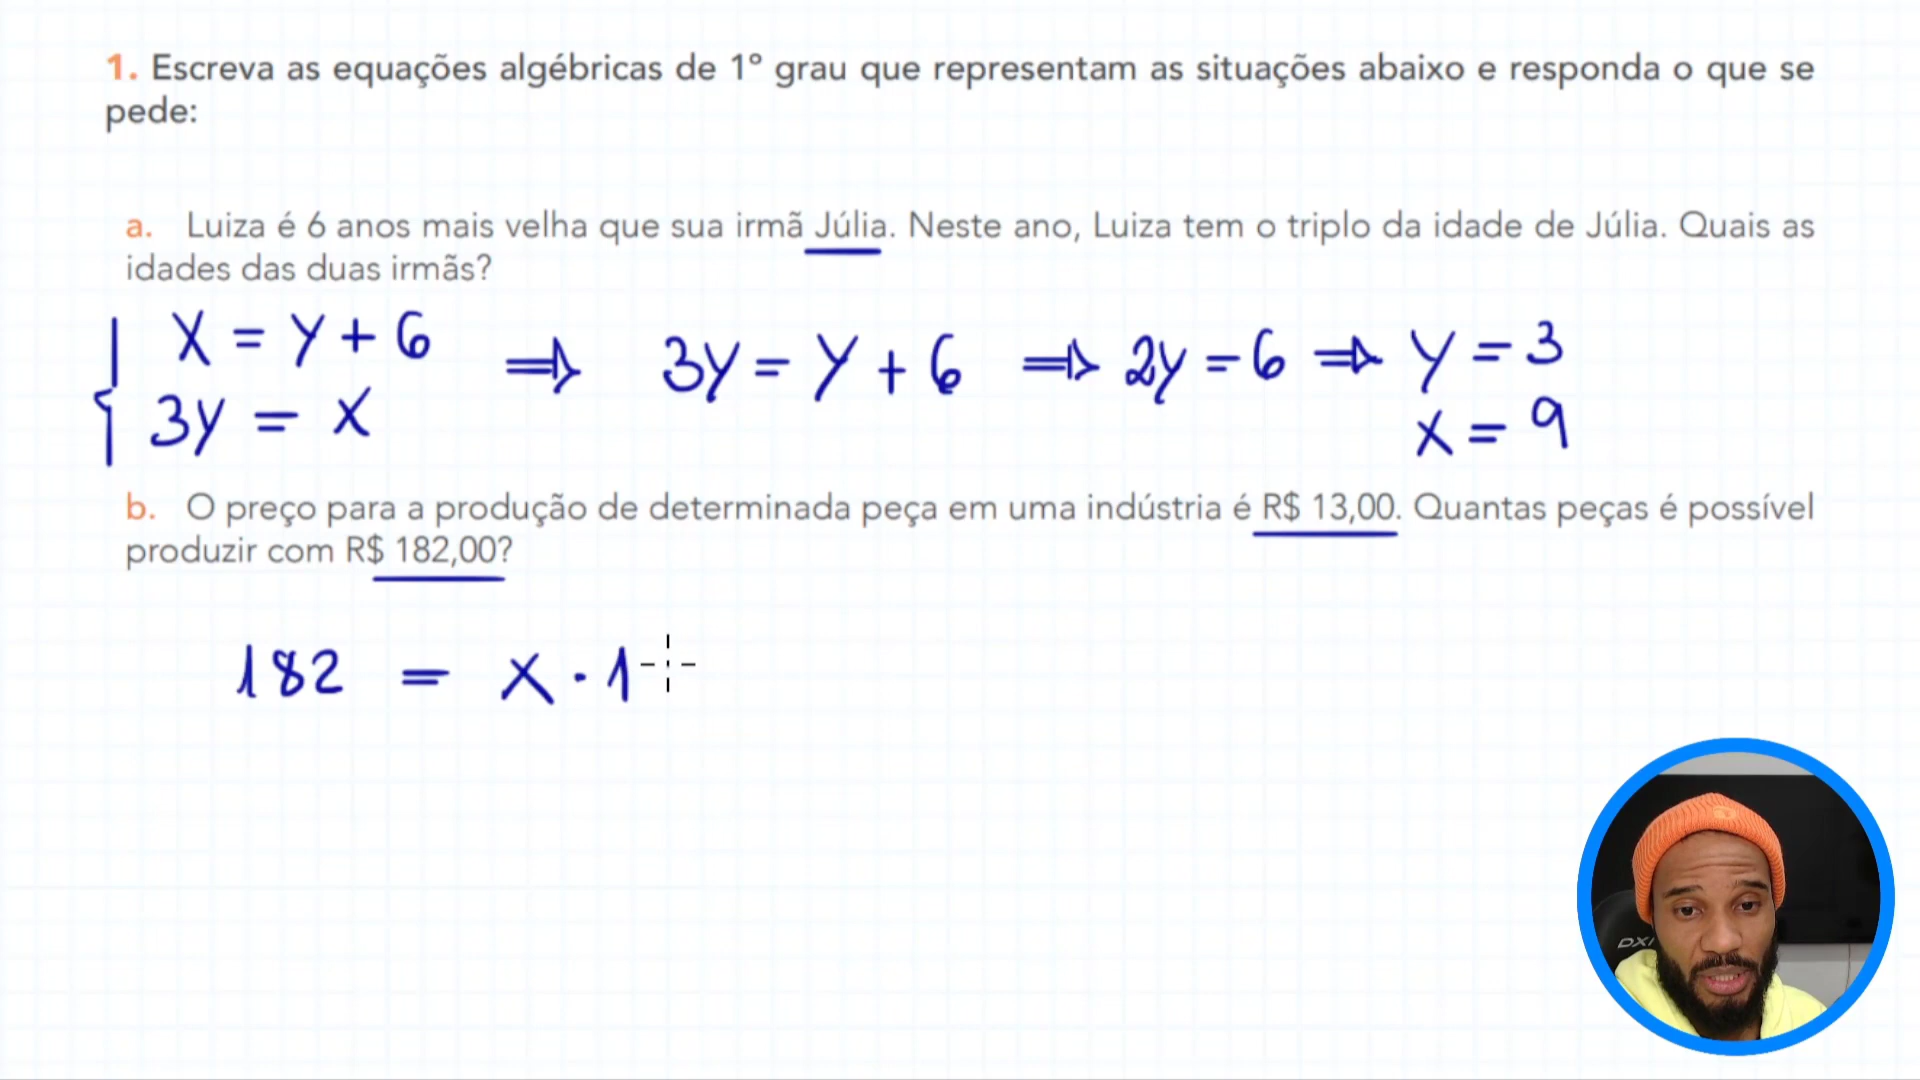 1. Escreva as equações algébricas de 1º grau que representam as situações abaixo e responda o que se
pede:
a. Luiza é 6 anos mais velha que sua irmã Júlia. Neste ano, Luiza tem o triplo da idade de Júlia. Quais as
idades das duas irmãs?
x = y + 6 ⇒ 3y = y + 6 ⇒ 2y = 6 ⇒ y = 3
3y = x x = 9
b. O preço para a produção de determinada peça em uma indústria é R$ 13,00. Quantas peças é possível
produzir com R$ 182,00?
182 = x · 1